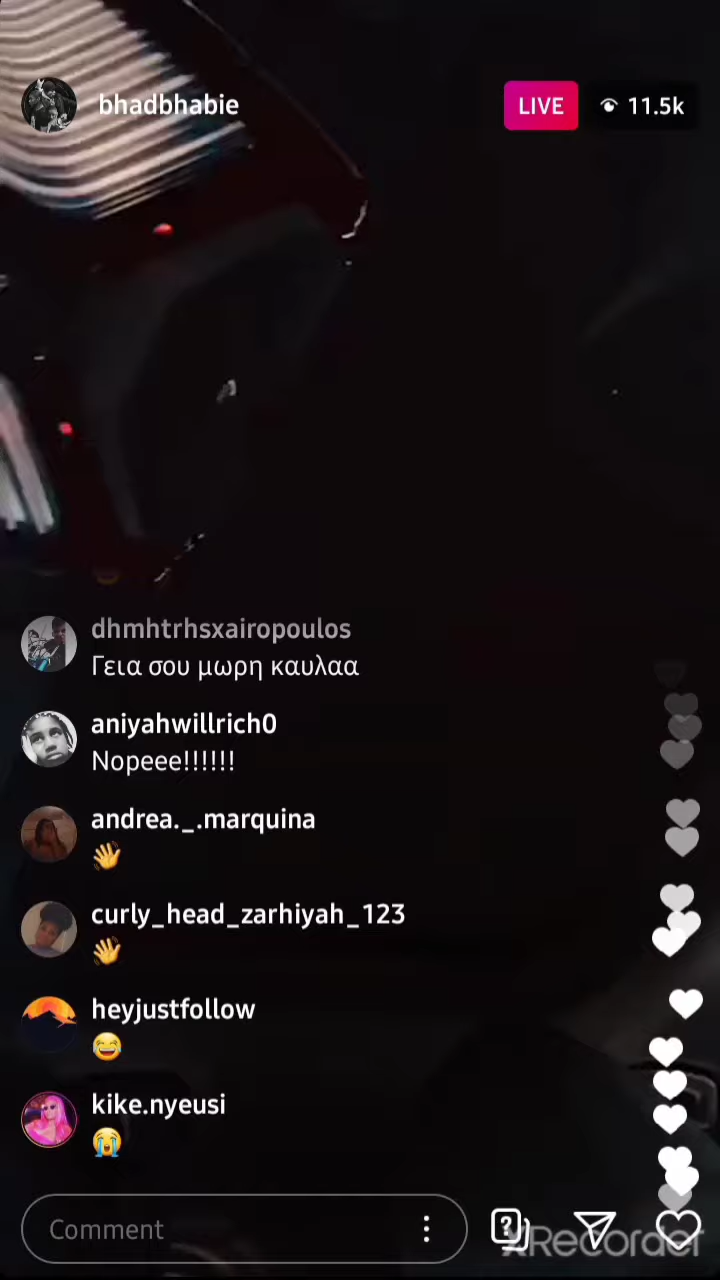 bhadbhabie
LIVE
11.5k
dhmhtrhsxairopoulos
Γεια σου μωρη καυλαα
aniyahwillrich0
Nopeee!!!!!!
andrea._.marquina
👋
curly_head_zarhiyah_123
👋
heyjustfollow
😂
kike.nyeusi
😭
Comment
XRecorder